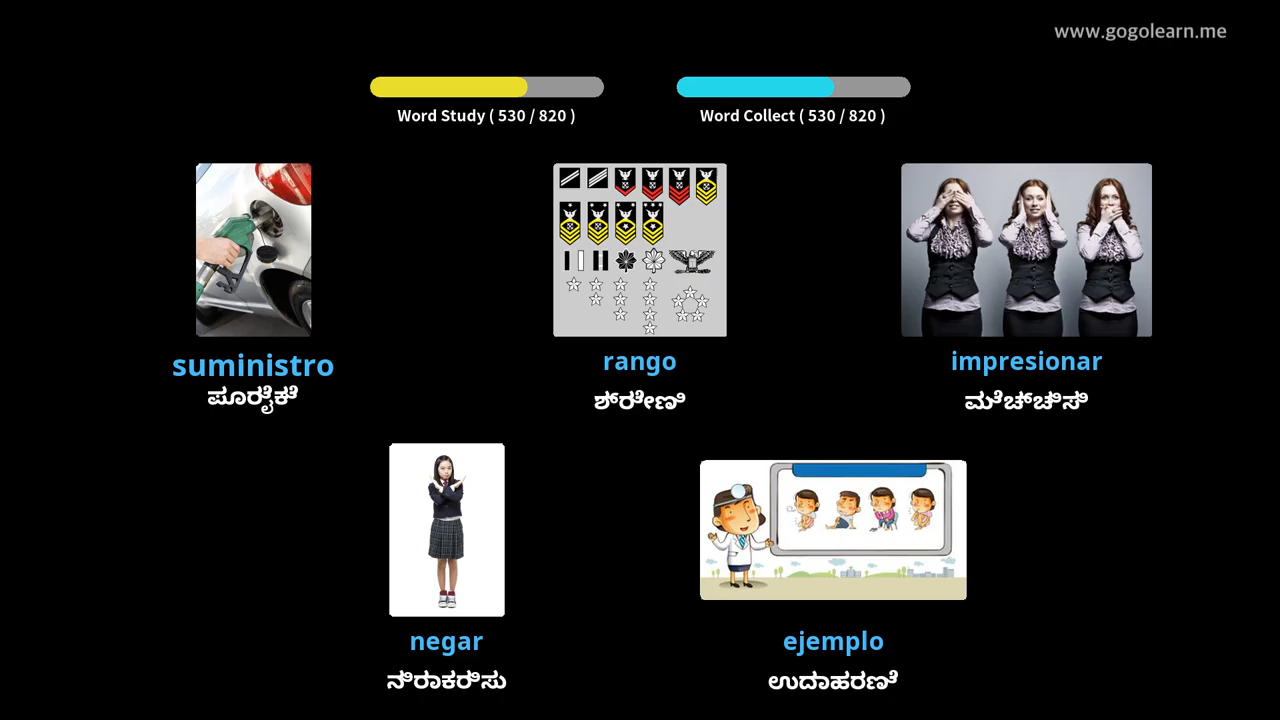 www.gogolearn.me
Word Study ( 530 / 820 )
Word Collect ( 530 / 820 )
suministro
ಪೂರೈಕೆ
rango
ಶ್ರೇಣಿ
impresionar
ಮೆಚ್ಚಿಸಿ
negar
ನಿರಾಕರಿಸು
ejemplo
ಉದಾಹರಣೆ